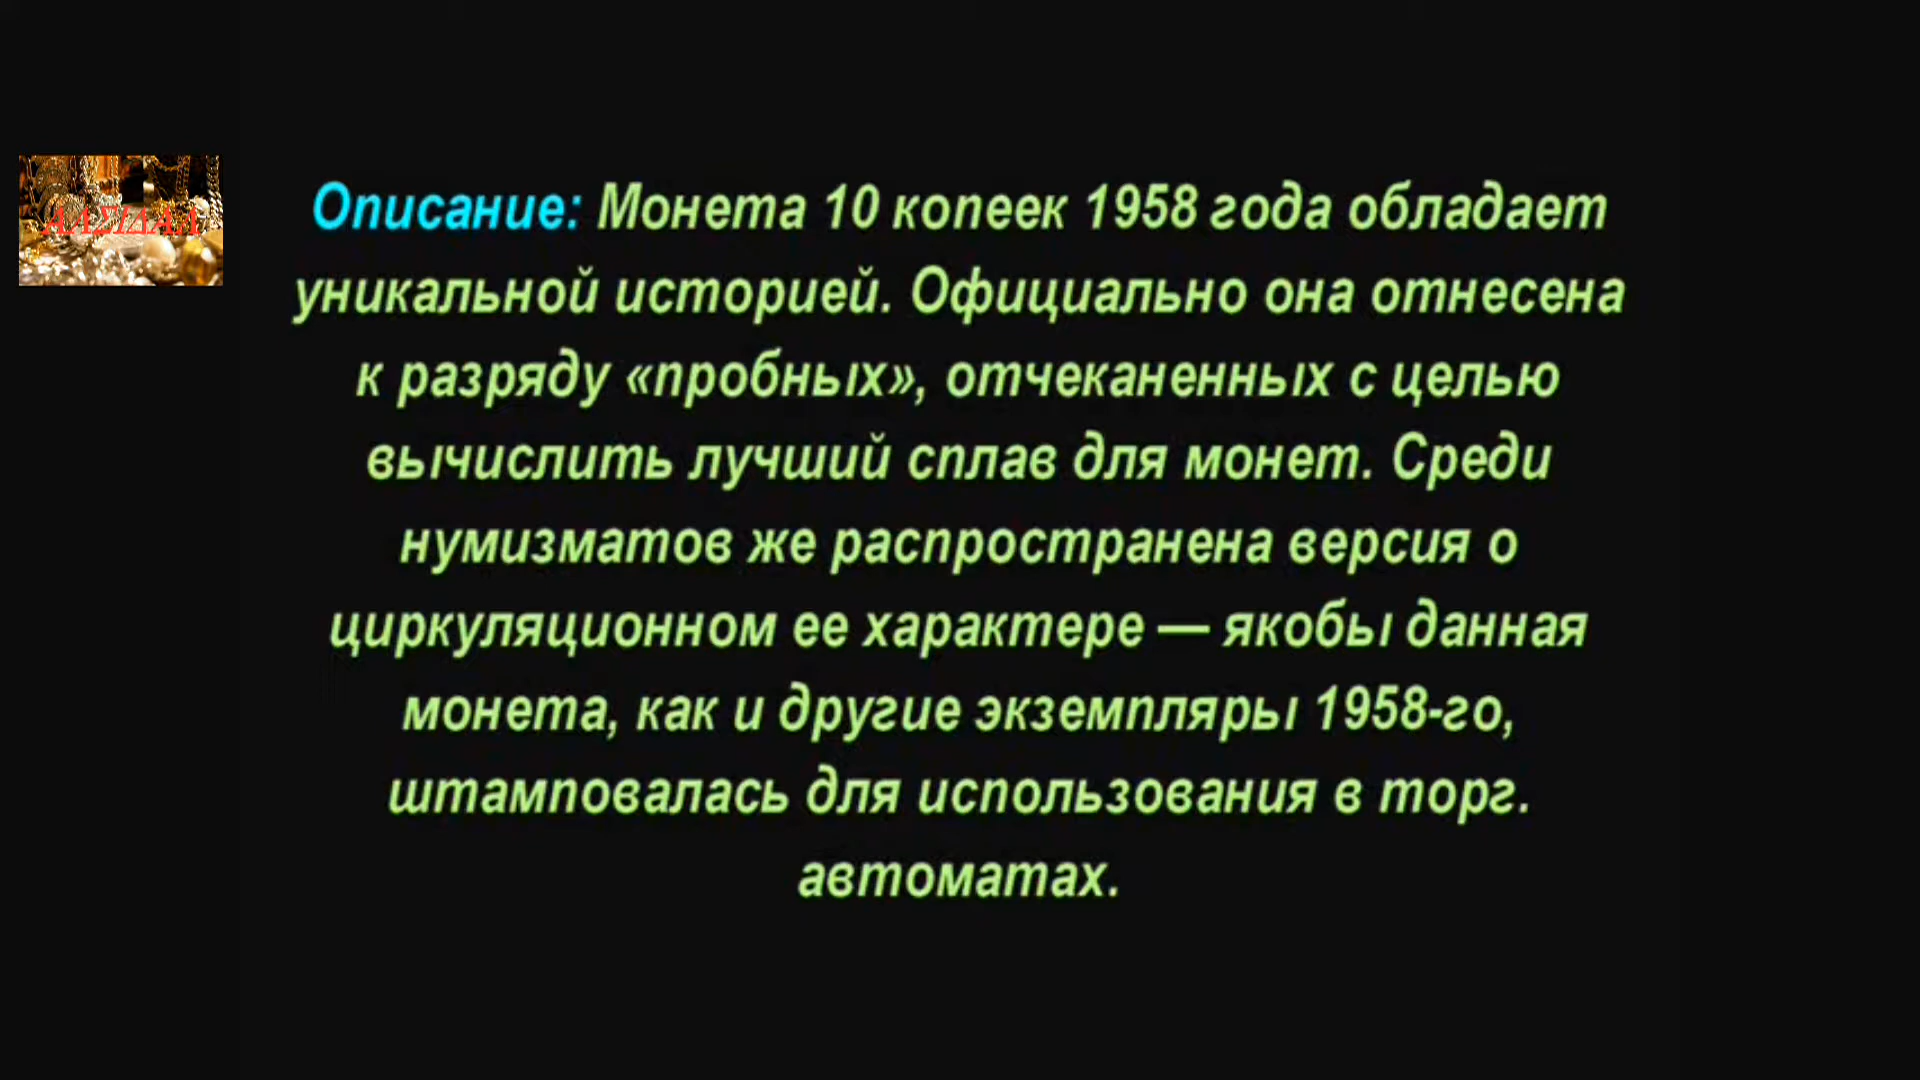 Описание: Монета 10 копеек 1958 года обладает
уникальной историей. Официально она отнесена
к разряду «пробных», отчеканенных с целью
вычислить лучший сплав для монет. Среди
нумизматов же распространена версия о
циркуляционном ее характере — якобы данная
монета, как и другие экземпляры 1958-го,
штамповалась для использования в торг.
автоматах.